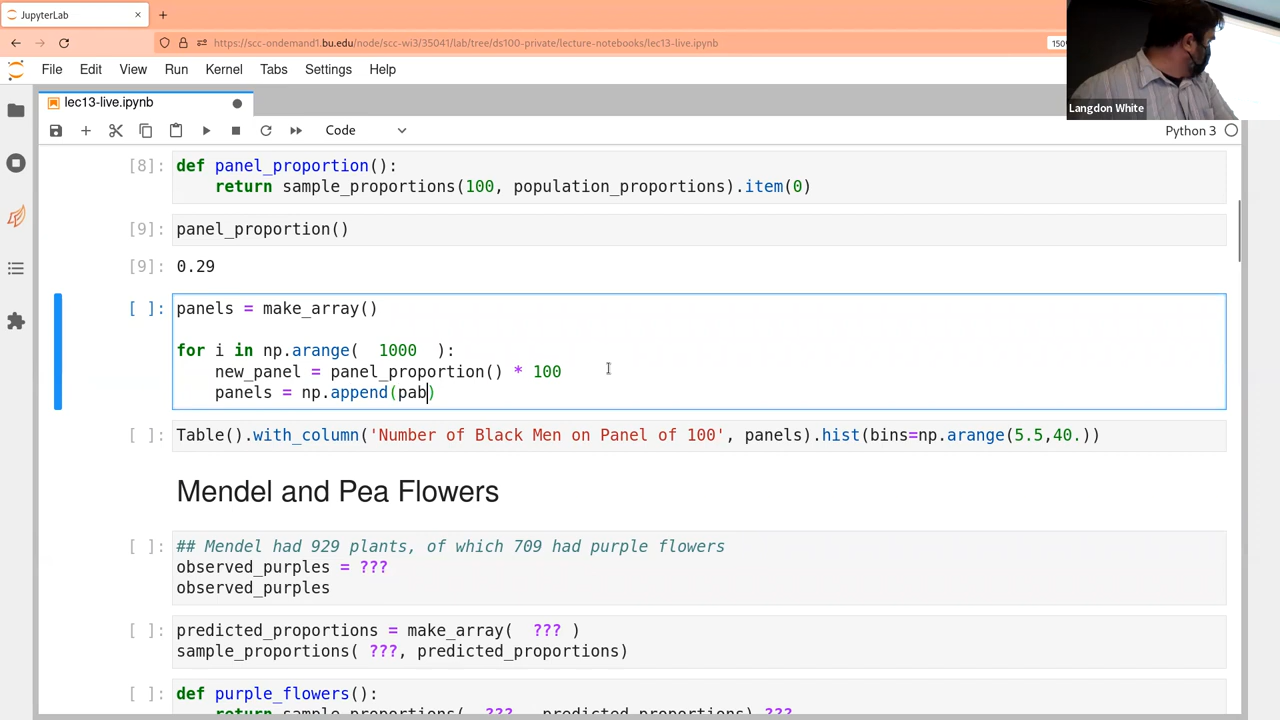 JupyterLab
https://scc-ondemand1.bu.edu/node/scc-wi3/35041/lab/tree/ds100-private/lecture-notebooks/lec13-live.ipynb
File Edit View Run Kernel Tabs Settings Help
Langdon White
lec13-live.ipynb
Code
Python 3
[8]: def panel_proportion():
return sample_proportions(100, population_proportions).item(0)
[9]: panel_proportion()
[9]: 0.29
[ ]: panels = make_array()
for i in np.arange(  1000  ):
new_panel = panel_proportion() * 100
panels = np.append(pab)
[ ]: Table().with_column('Number of Black Men on Panel of 100', panels).hist(bins=np.arange(5.5,40.))
Mendel and Pea Flowers
[ ]: ## Mendel had 929 plants, of which 709 had purple flowers
observed_purples = ???
observed_purples
[ ]: predicted_proportions = make_array(  ??? )
sample_proportions( ???, predicted_proportions)
[ ]: def purple_flowers():
return sample_proportions(  ???  , predicted_proportions) ???